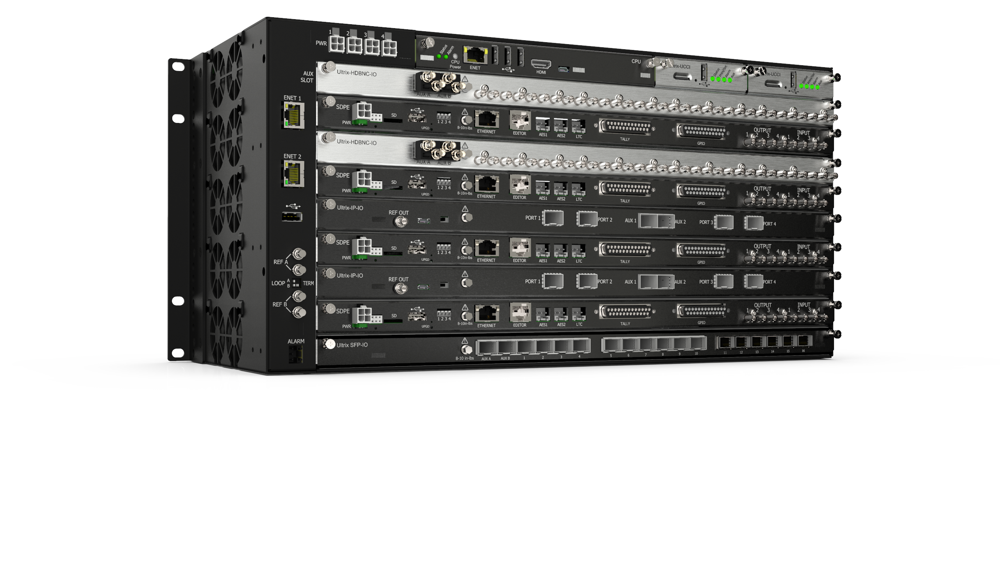 PWR 1 2 3 4
Status
Alarm
CPU
Power
ENET
HDMI
CPU
Status
Prim/Sec
Alarm
Aux
Status
Prim/Sec
Alarm
Aux
AUX
SLOT
ENET 1
ENET 2
REF A
LOOP A B TERM
REF B
ALARM
Ultrix-HDBNC-IO
AUX A AUX B
SDPE
PWR
SD
UPGD
1 2 3 4
8-10in-lbs
ETHERNET
EDITOR
AES1
AES2
LTC
TALLY
GPIO
OUTPUT INPUT
1 2 3 4 1 2 3 4
Ultrix-HDBNC-IO
AUX A AUX B
SDPE
PWR
SD
UPGD
1 2 3 4
8-10in-lbs
ETHERNET
EDITOR
AES1
AES2
LTC
TALLY
GPIO
OUTPUT INPUT
1 2 3 4 1 2 3 4
Ultrix-IP-IO
REF OUT
PORT 1
PORT 2
AUX 1
AUX 2
PORT 3
PORT 4
SDPE
PWR
SD
UPGD
1 2 3 4
8-10in-lbs
ETHERNET
EDITOR
AES1
AES2
LTC
TALLY
GPIO
OUTPUT INPUT
1 2 3 4 1 2 3 4
Ultrix-IP-IO
REF OUT
PORT 1
PORT 2
AUX 1
AUX 2
PORT 3
PORT 4
SDPE
PWR
SD
UPGD
1 2 3 4
8-10in-lbs
ETHERNET
EDITOR
AES1
AES2
LTC
TALLY
GPIO
OUTPUT INPUT
1 2 3 4 1 2 3 4
Ultrix SFP-IO
8-10 in-lbs
AUX A AUX B 1 2 3 4 5 6 7 8 9 10 11 12 13 14 15 16